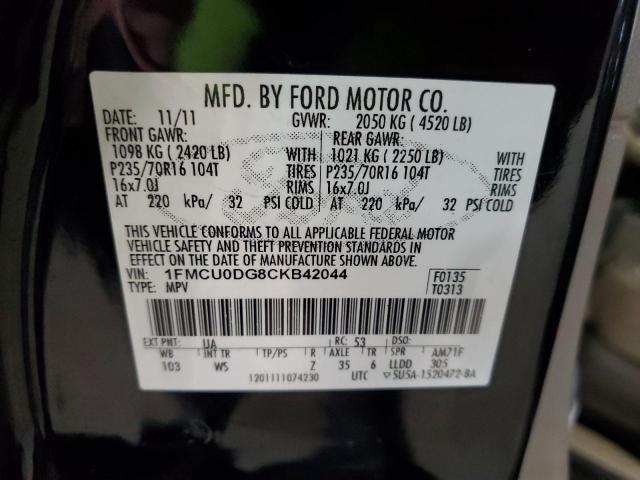 MFD. BY FORD MOTOR CO.
DATE: 11/11 GVWR: 2050 KG ( 4520 LB)
FRONT GAWR: REAR GAWR:
1098 KG ( 2420 LB) WITH 1021 KG ( 2250 LB) WITH
P235/70R16 104T TIRES P235/70R16 104T TIRES
16x7.0J RIMS 16x7.0J RIMS
AT 220 kPa/ 32 PSI COLD AT 220 kPa/ 32 PSI COLD
THIS VEHICLE CONFORMS TO ALL APPLICABLE FEDERAL MOTOR
VEHICLE SAFETY AND THEFT PREVENTION STANDARDS IN
EFFECT ON THE DATE OF MANUFACTURE SHOWN ABOVE.
VIN: 1FMCU0DG8CKB42044 F0135
TYPE: MPV T0313
EXT PNT: UA RC: 53 DSO:
WB INT TR TP/PS R AXLE TR SPR AM71F
103 WS Z 35 6 LLDD 305
1201111074230 UTC 5U5A-1520472-BA